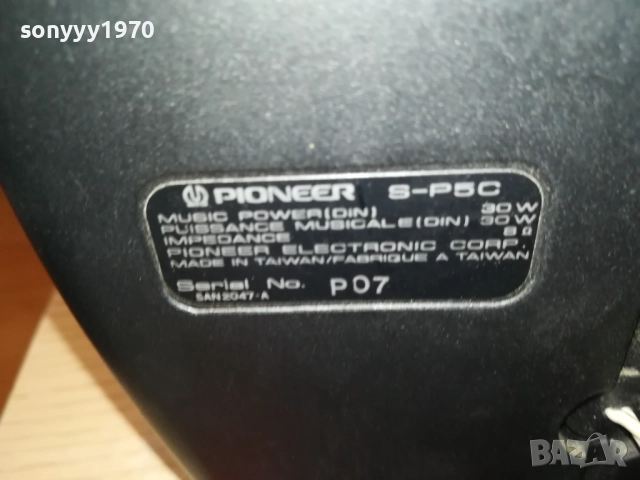 sonyyy1970
PIONEER S-P5C
MUSIC POWER(DIN) 30 W
PUISSANCE MUSICALE(DIN) 30 W
IMPEDANCE 8 Ω
PIONEER ELECTRONIC CORP.
MADE IN TAIWAN/FABRIQUE A TAIWAN
Serial No. P07
SAN2047-A
BAZAR